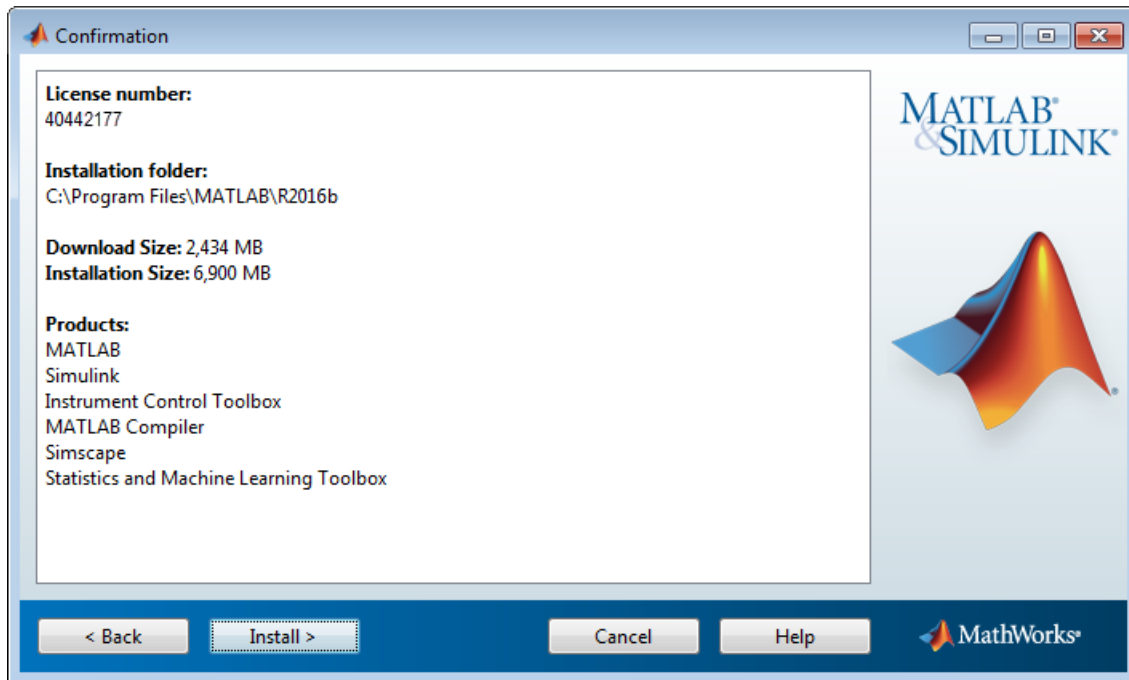 Confirmation
License number:
40442177
Installation folder:
C:\Program Files\MATLAB\R2016b
Download Size: 2,434 MB
Installation Size: 6,900 MB
Products:
MATLAB
Simulink
Instrument Control Toolbox
MATLAB Compiler
Simscape
Statistics and Machine Learning Toolbox
MATLAB®
&SIMULINK®
®
< Back
Install >
Cancel
Help
MathWorks®